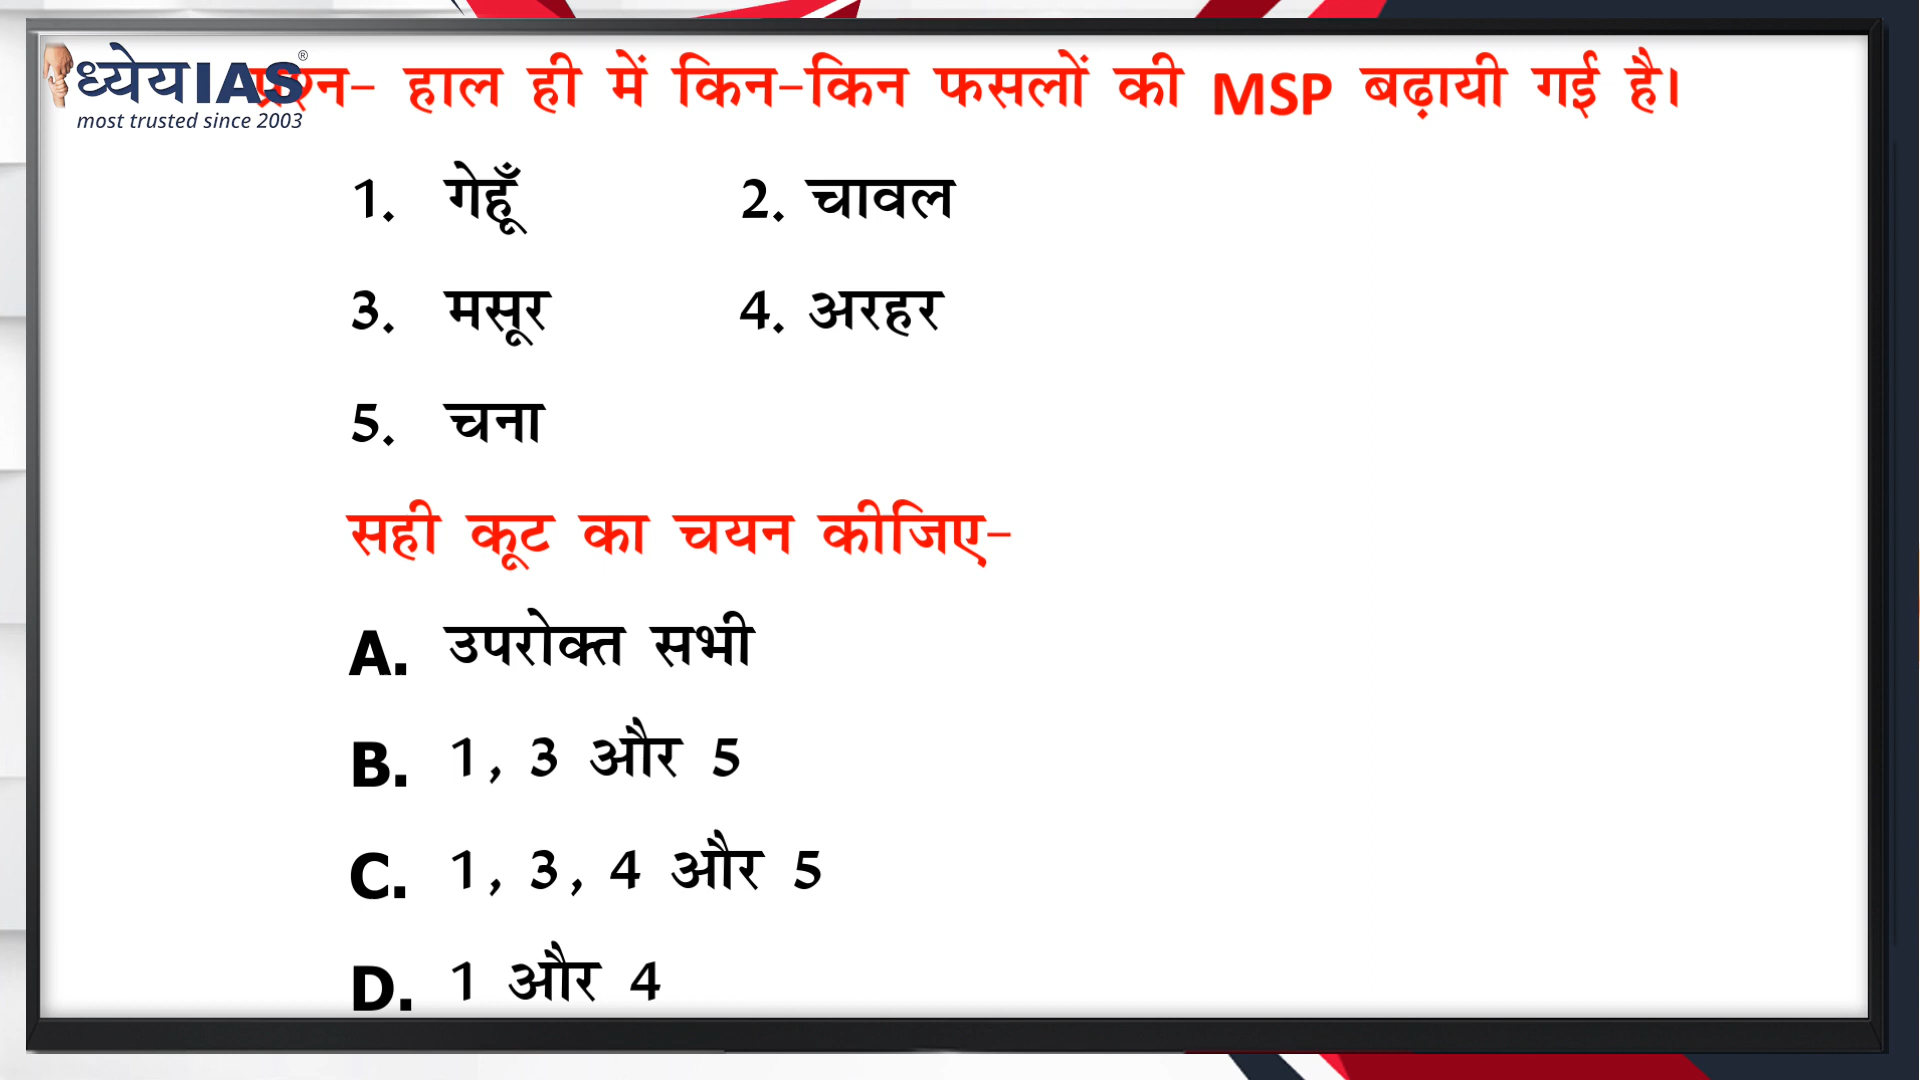 ध्येयIAS®
most trusted since 2003
प्रश्न- हाल ही में किन-किन फसलों की MSP बढ़ायी गई है।
1. गेहूँ 2. चावल
3. मसूर 4. अरहर
5. चना
सही कूट का चयन कीजिए-
A. उपरोक्त सभी
B. 1, 3 और 5
C. 1, 3, 4 और 5
D. 1 और 4